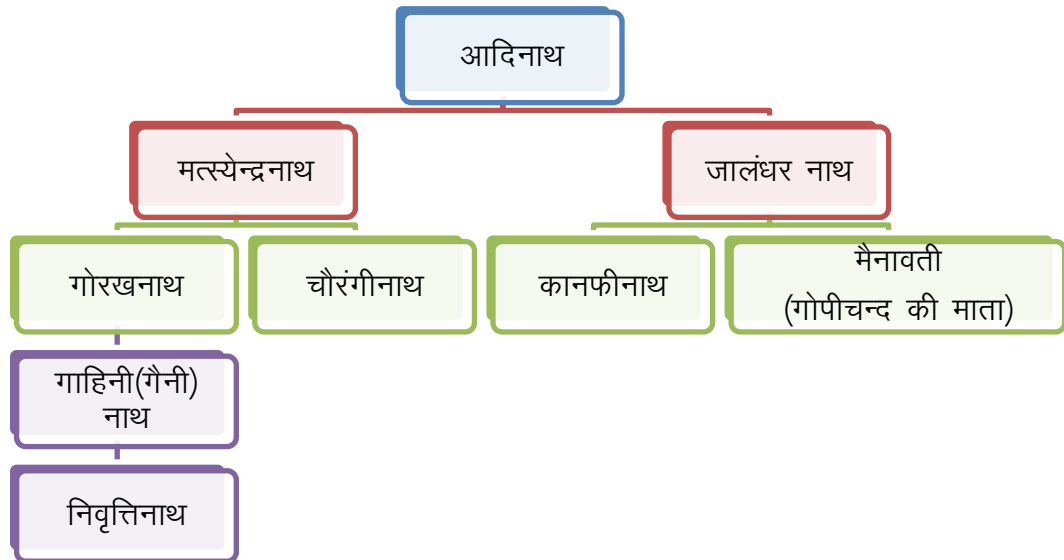 आदिनाथ
मत्स्येन्द्रनाथ
जालंधर नाथ
गोरखनाथ
चौरंगीनाथ
कानफीनाथ
मैनावती
(गोपीचन्द की माता)
गाहिनी(गैनी)
नाथ
निवृत्तिनाथ